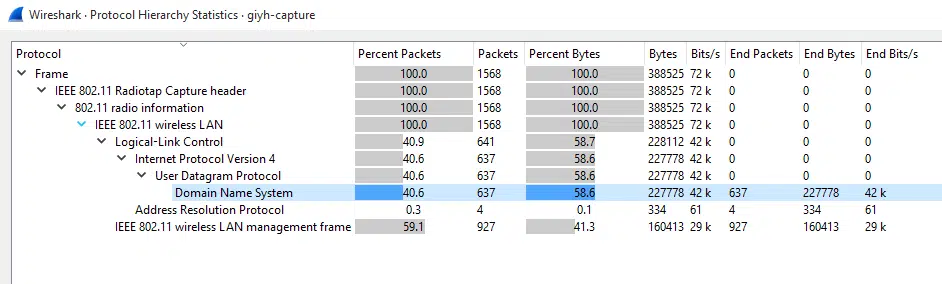 Wireshark · Protocol Hierarchy Statistics · giyh-capture
Protocol Percent Packets Packets Percent Bytes Bytes Bits/s End Packets End Bytes End Bits/s
Frame 100.0 1568 100.0 388525 72 k 0 0 0
IEEE 802.11 Radiotap Capture header 100.0 1568 100.0 388525 72 k 0 0 0
802.11 radio information 100.0 1568 100.0 388525 72 k 0 0 0
IEEE 802.11 wireless LAN 100.0 1568 100.0 388525 72 k 0 0 0
Logical-Link Control 40.9 641 58.7 228112 42 k 0 0 0
Internet Protocol Version 4 40.6 637 58.6 227778 42 k 0 0 0
User Datagram Protocol 40.6 637 58.6 227778 42 k 0 0 0
Domain Name System 40.6 637 58.6 227778 42 k 637 227778 42 k
Address Resolution Protocol 0.3 4 0.1 334 61 4 334 61
IEEE 802.11 wireless LAN management frame 59.1 927 41.3 160413 29 k 927 160413 29 k